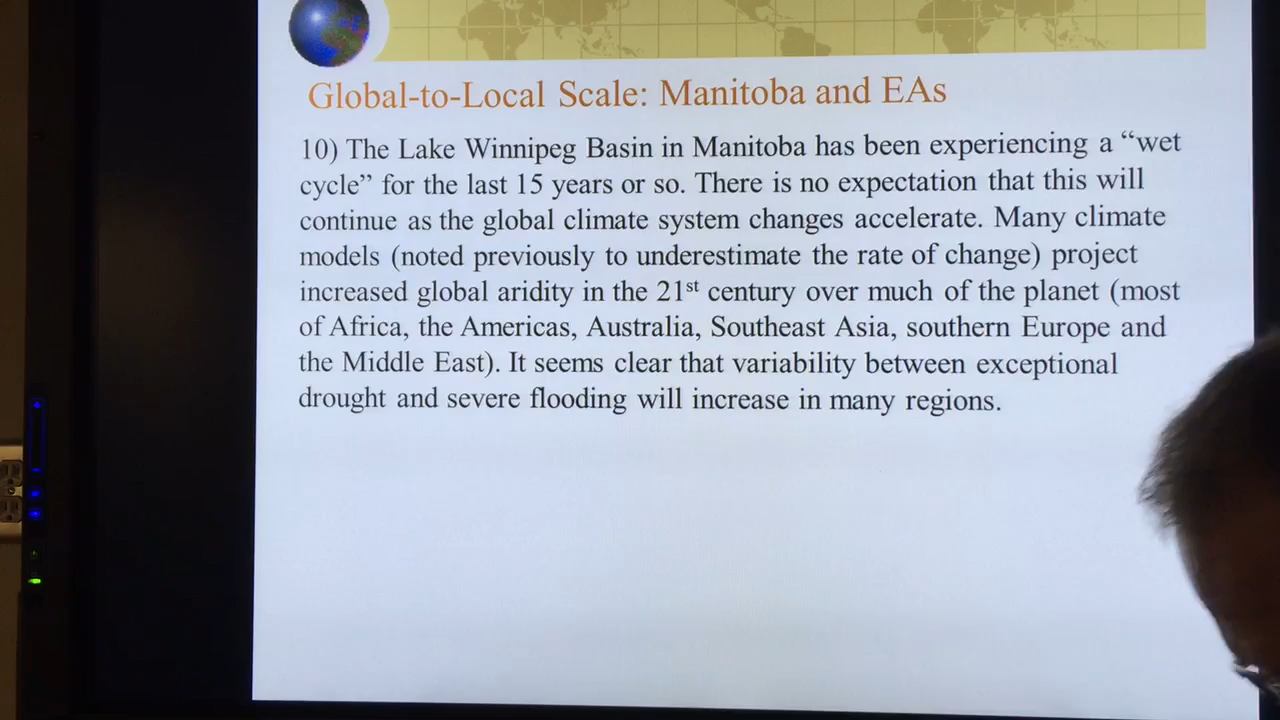 Global-to-Local Scale: Manitoba and EAs
10) The Lake Winnipeg Basin in Manitoba has been experiencing a “wet
cycle” for the last 15 years or so. There is no expectation that this will
continue as the global climate system changes accelerate. Many climate
models (noted previously to underestimate the rate of change) project
increased global aridity in the 21st century over much of the planet (most
of Africa, the Americas, Australia, Southeast Asia, southern Europe and
the Middle East). It seems clear that variability between exceptional
drought and severe flooding will increase in many regions.